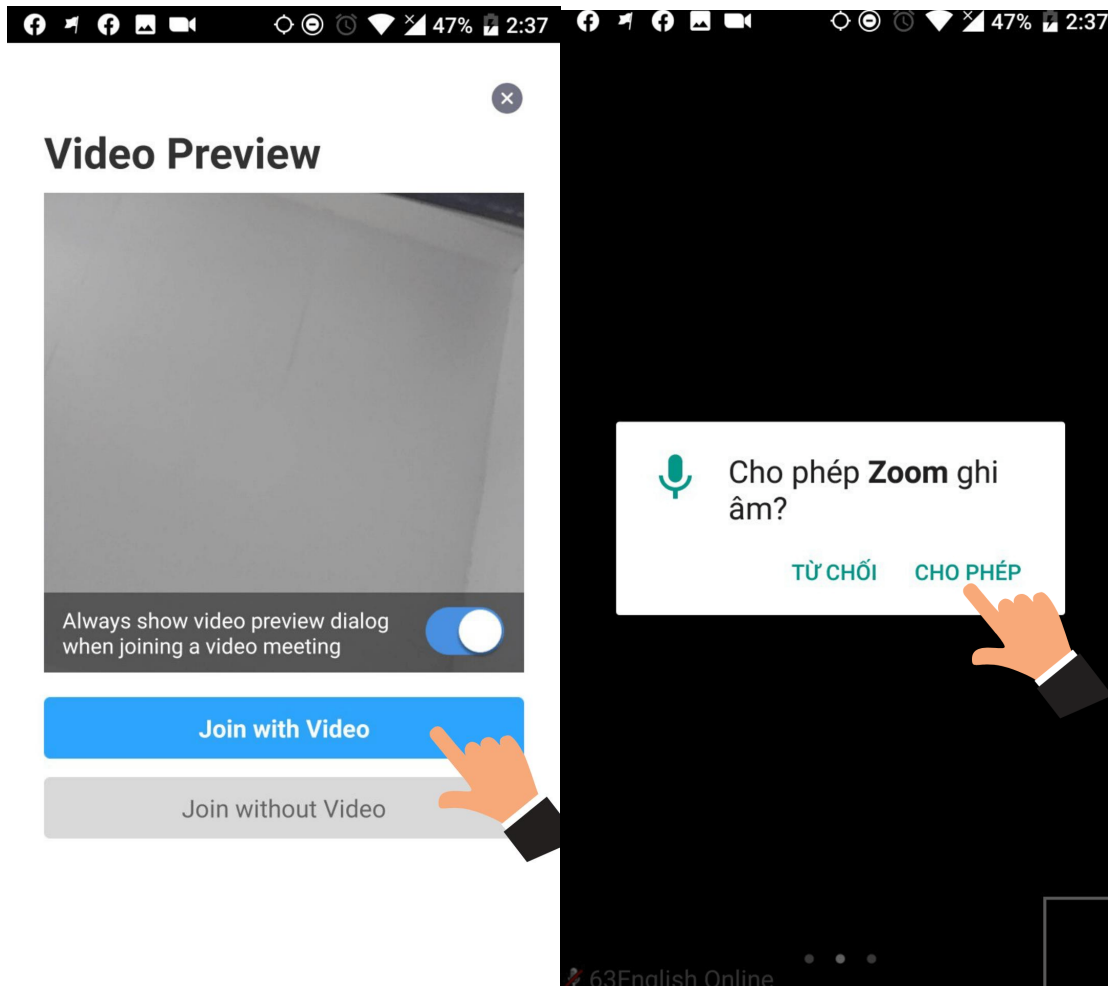 47% 2:37
Video Preview
Always show video preview dialog
when joining a video meeting
Join with Video
Join without Video
47% 2:37
Cho phép Zoom ghi
âm?
TỪ CHỐI CHO PHÉP
63English Online